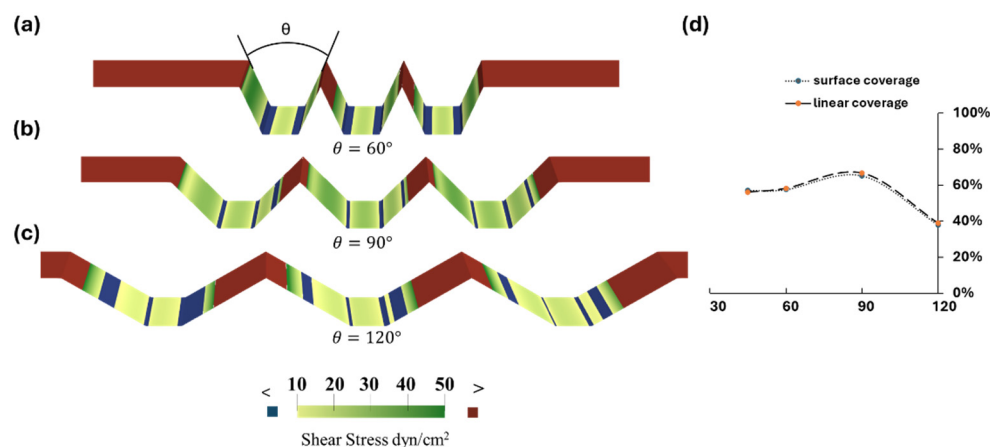 (a)
θ
θ = 60°
(b)
θ = 90°
(c)
θ = 120°
< 10 20 30 40 50 >
Shear Stress dyn/cm²
(d)
surface coverage
linear coverage
100%
80%
60%
40%
20%
0%
30 60 90 120